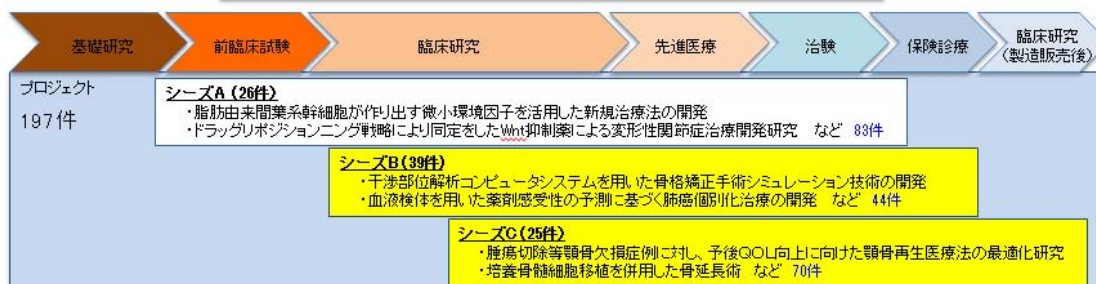 基礎研究
前臨床試験
臨床研究
先進医療
治験
保険診療
臨床研究
(製造販売後)
プロジェクト
197件
シーズA (26件)
・脂肪由来間葉系幹細胞が作り出す微小環境因子を活用した新規治療法の開発
・ドラッグリポジションニング戦略により同定をしたWnt抑制薬による変形性関節症治療開発研究 など 83件
シーズB(39件)
・干渉部位解析コンピュータシステムを用いた骨格矯正手術シミュレーション技術の開発
・血液検体を用いた薬剤感受性の予測に基づく肺癌個別化治療の開発 など 44件
シーズC(25件)
・腫瘍切除等顎骨欠損症例に対し、予後QOL向上に向けた顎骨再生医療法の最適化研究
・培養骨髄細胞移植を併用した骨延長術 など 70件